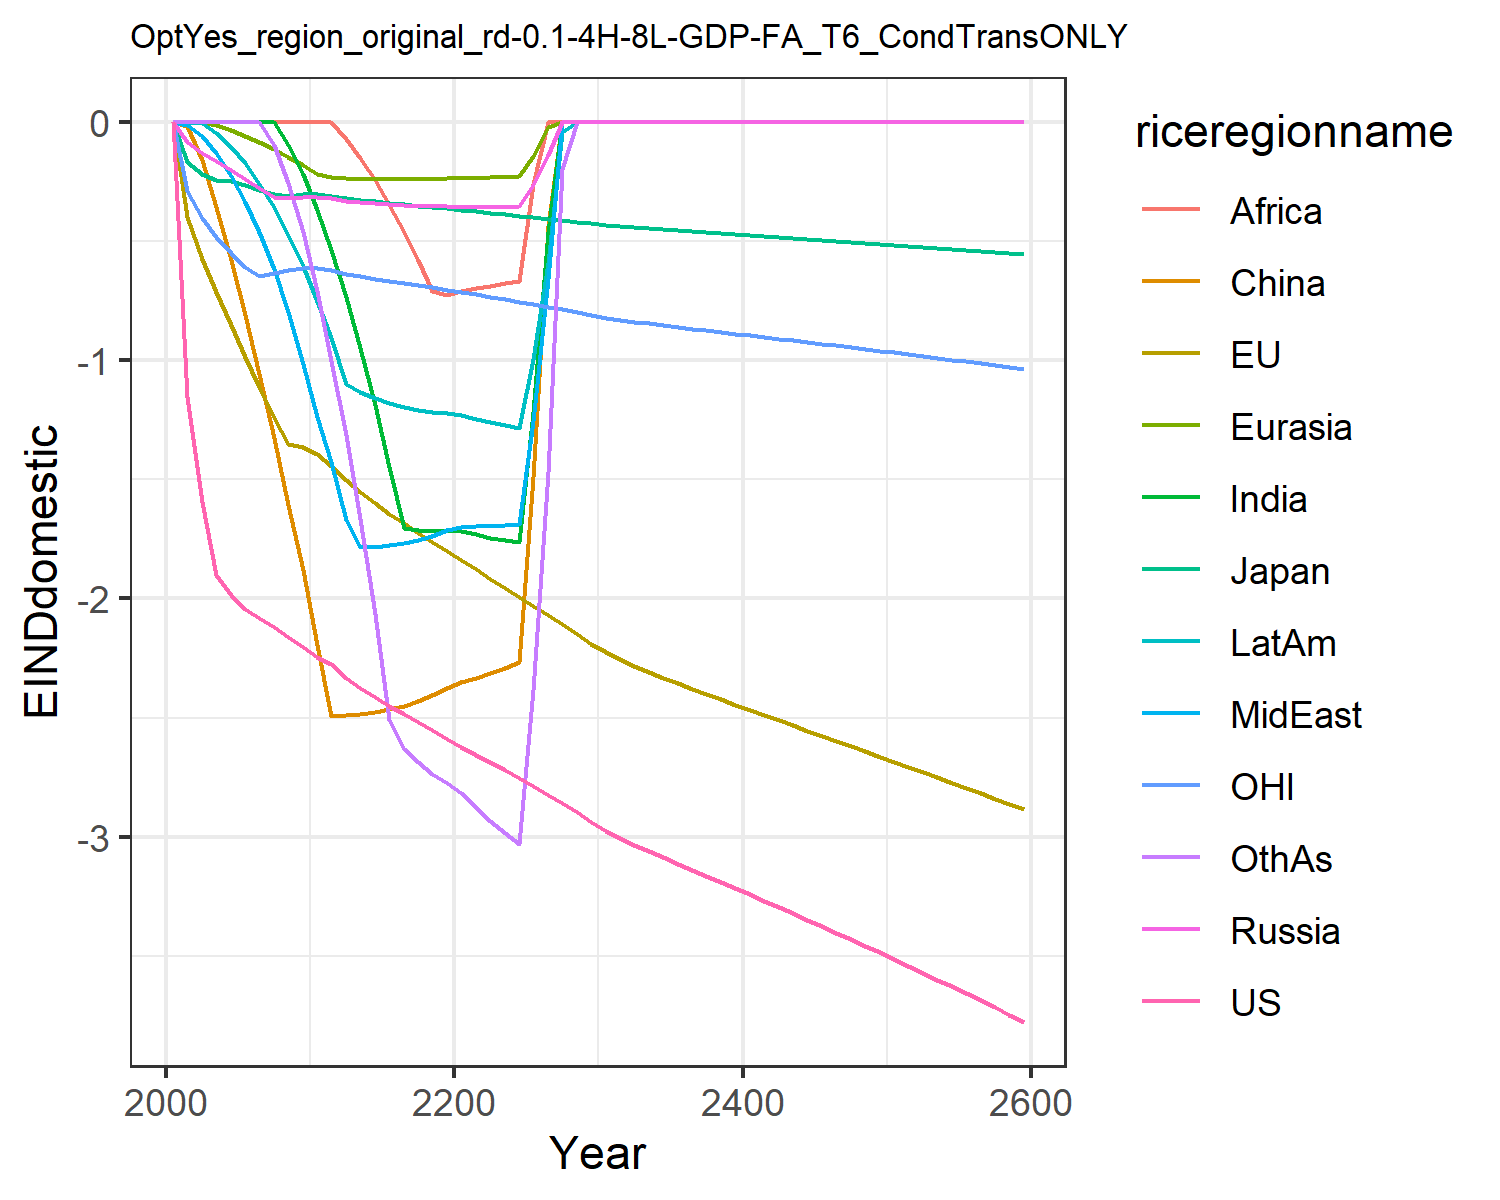 OptYes_region_original_rd-0.1-4H-8L-GDP-FA_T6_CondTransONLY
EINDdomestic
0
-1
-2
-3
2000
2200
2400
2600
Year
riceregionname
Africa
China
EU
Eurasia
India
Japan
LatAm
MidEast
OHI
OthAs
Russia
US